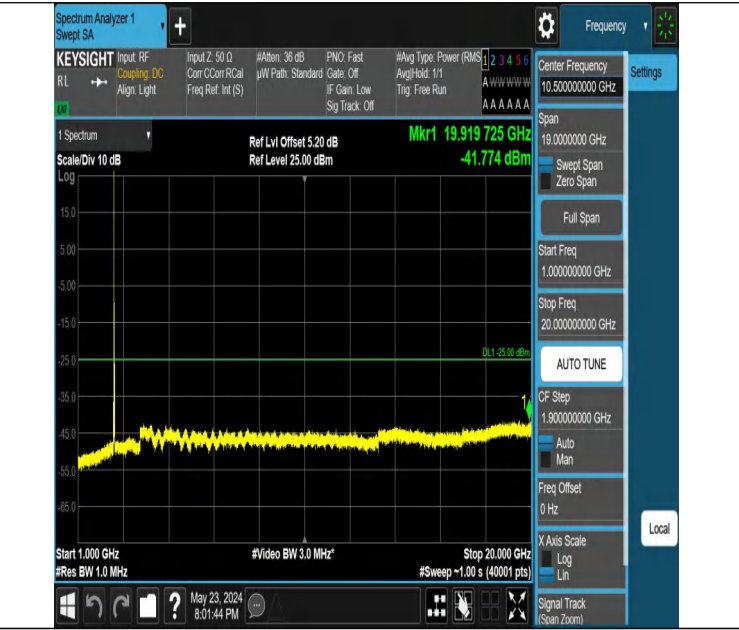 Spectrum Analyzer 1
Swept SA
+
Frequency
KEYSIGHT
RL
Input: RF
Coupling: DC
Align: Light
Input Z: 50 Ω
Corr CCorr RCal
Freq Ref: Int (S)
#Atten: 36 dB
µW Path: Standard
PNO: Fast
Gate: Off
IF Gain: Low
Sig Track: Off
#Avg Type: Power (RMS
Avg|Hold: 1/1
Trig: Free Run
1 2 3 4 5 6
A W W W W W
A A A A A A
1 Spectrum
Scale/Div 10 dB
Log
Ref Lvl Offset 5.20 dB
Ref Level 25.00 dBm
Mkr1 19.919 725 GHz
-41.774 dBm
15.0
5.00
-5.00
-15.0
-25.0
-35.0
-45.0
-55.0
-65.0
DL1 -25.00 dBm
1
Start 1.000 GHz
#Res BW 1.0 MHz
#Video BW 3.0 MHz*
Stop 20.000 GHz
#Sweep ~1.00 s (40001 pts)
Center Frequency
10.500000000 GHz
Settings
Span
19.0000000 GHz
Swept Span
Zero Span
Full Span
Start Freq
1.000000000 GHz
Stop Freq
20.000000000 GHz
AUTO TUNE
CF Step
1.900000000 GHz
Auto
Man
Freq Offset
0 Hz
X Axis Scale
Log
Lin
Signal Track
(Span Zoom)
Local
?
May 23, 2024
8:01:44 PM